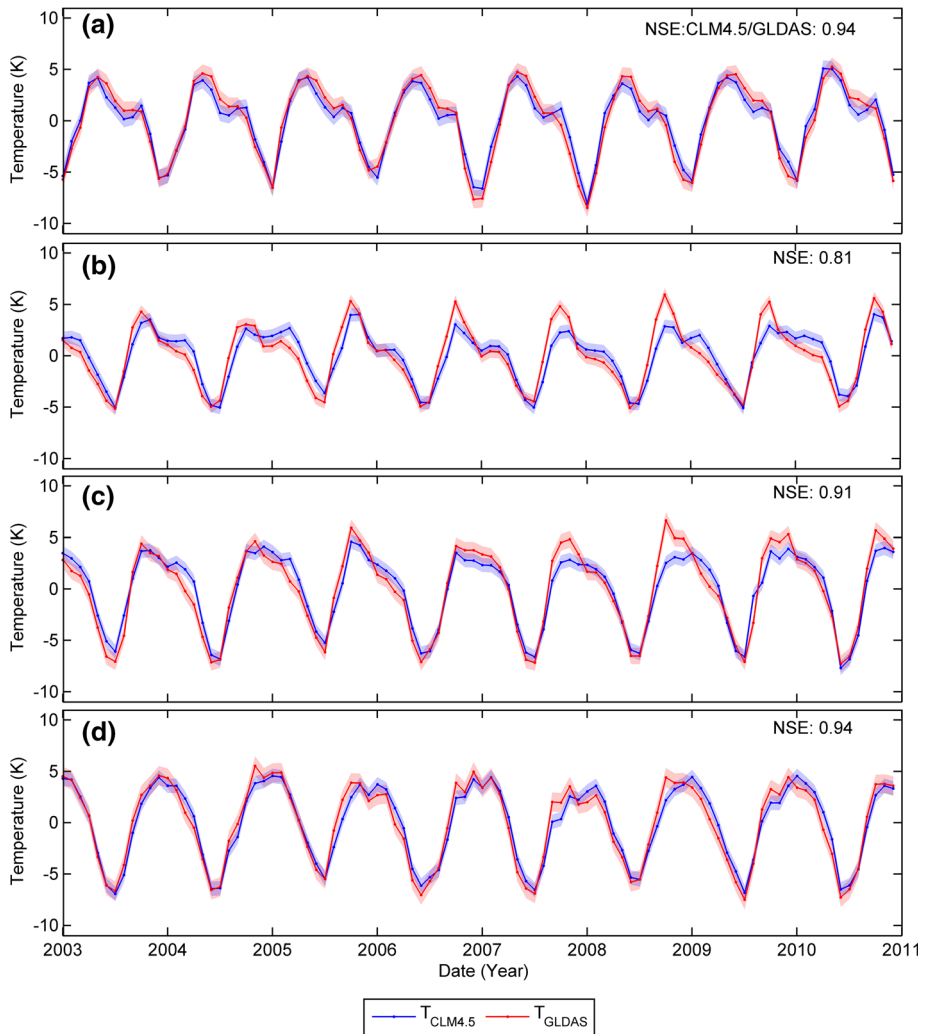 (a)
NSE:CLM4.5/GLDAS: 0.94
Temperature (K)
10
5
0
-5
-10
(b)
NSE: 0.81
Temperature (K)
10
5
0
-5
-10
(c)
NSE: 0.91
Temperature (K)
10
5
0
-5
-10
(d)
NSE: 0.94
Temperature (K)
10
5
0
-5
-10
2003 2004 2005 2006 2007 2008 2009 2010 2011
Date (Year)
T_CLM4.5 T_GLDAS